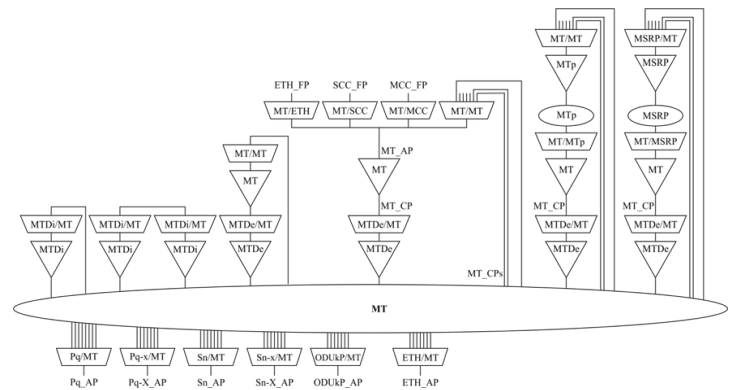 MT/MT
MSRP/MT
MTp
MSRP
ETH_FP
SCC_FP
MCC_FP
MT/ETH
MT/SCC
MT/MCC
MT/MT
MTp
MSRP
MT/MT
MT_AP
MT/MTp
MT/MSRP
MT
MT
MT
MT
MT_CP
MT_CP
MT_CP
MTDi/MT
MTDi/MT
MTDi/MT
MTDe/MT
MTDe/MT
MTDe/MT
MTDe/MT
MTDi
MTDi
MTDi
MTDe
MTDe
MTDe
MTDe
MT_CPs
MT
Pq/MT
Pq-x/MT
Sn/MT
Sn-x/MT
ODUkP/MT
ETH/MT
Pq_AP
Pq-X_AP
Sn_AP
Sn-X_AP
ODUkP_AP
ETH_AP